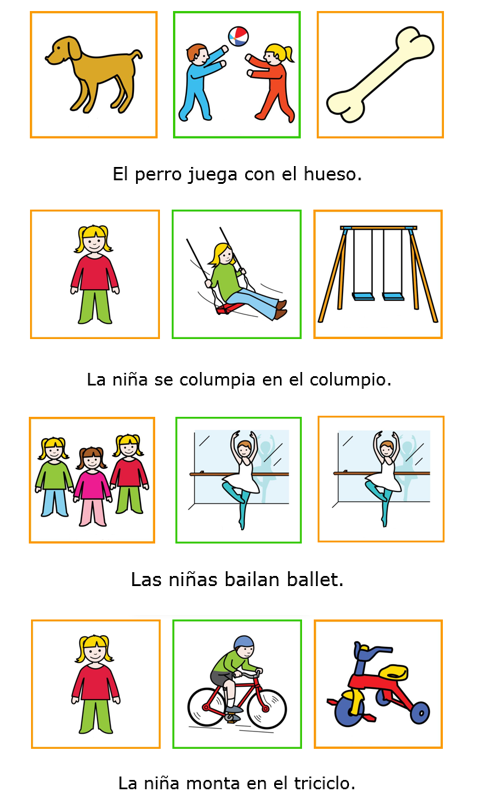 El perro juega con el hueso.
La niña se columpia en el columpio.
Las niñas bailan ballet.
La niña monta en el triciclo.